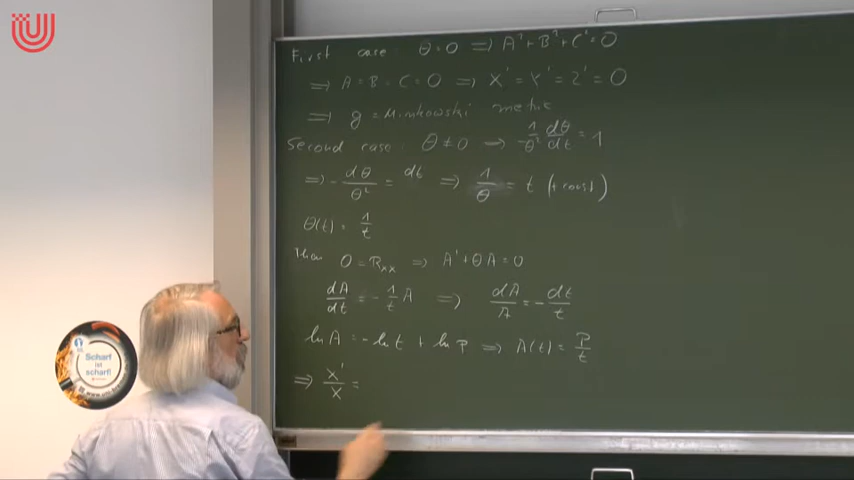 First case: θ=0 ⟹ A²+B²+C²=0
⟹ A=B=C=0 ⟹ X'=Y'=Z'=0
⟹ g = Minkowski metric
Second case: θ≠0 ⟹ -1/θ² dθ/dt = 1
⟹ -dθ/θ² = dt ⟹ 1/θ = t (+const)
θ(t) = 1/t
Then 0=R_xx ⟹ A'+θA=0
dA/dt = -1/t A ⟹ dA/A = -dt/t
ln A = -ln t + ln p ⟹ A(t) = p/t
⟹ X'/X =
Scharf
ist
scharf!